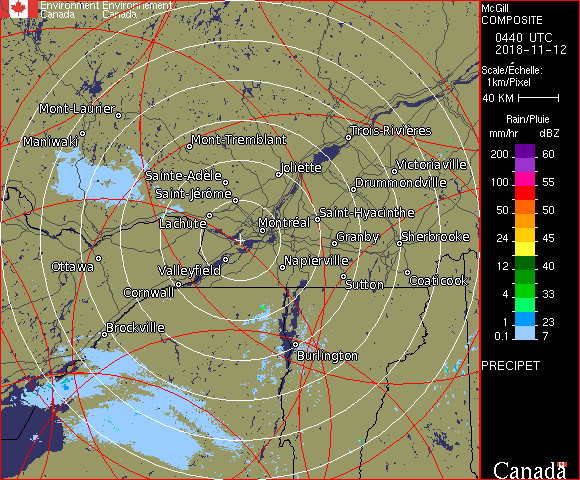 Environment Environnement
Canada Canada
McGill
COMPOSITE
0440 UTC
2018-11-12
Scale/Échelle:
1km/Pixel
40 KM
Rain/Pluie
mm/hr dBZ
200 60
100 55
50 50
24 45
12 40
4 33
1 23
0.1 7
PRECIPET
Canada
Mont-Laurier
Maniwaki
Mont-Tremblant
Trois-Rivières
Sainte-Adèle
Joliette
Victoriaville
Saint-Jérôme
Drummondville
Lachute
Montréal
Saint-Hyacinthe
Granby
Sherbrooke
Ottawa
Valleyfield
Napierville
Cornwall
Sutton
Coaticook
Brockville
Burlington